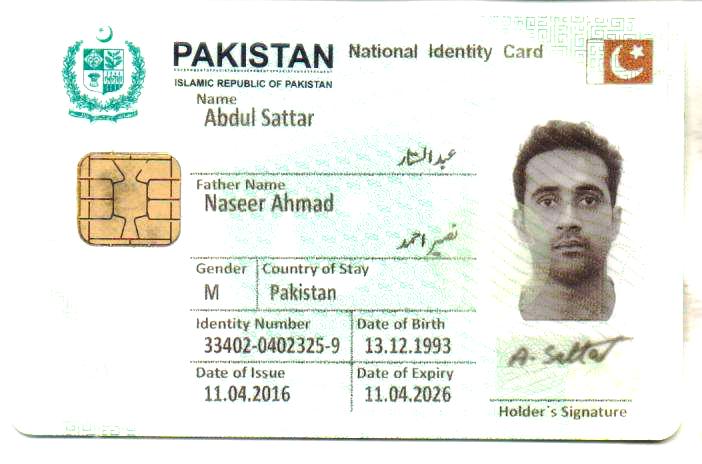 PAKISTAN National Identity Card
ISLAMIC REPUBLIC OF PAKISTAN
Name
Abdul Sattar
عبدالستار
Father Name
Naseer Ahmad
نصیر احمد
Gender Country of Stay
M Pakistan
Identity Number Date of Birth
33402-0402325-9 13.12.1993
Date of Issue Date of Expiry
11.04.2016 11.04.2026
A. Sattar
Holder`s Signature